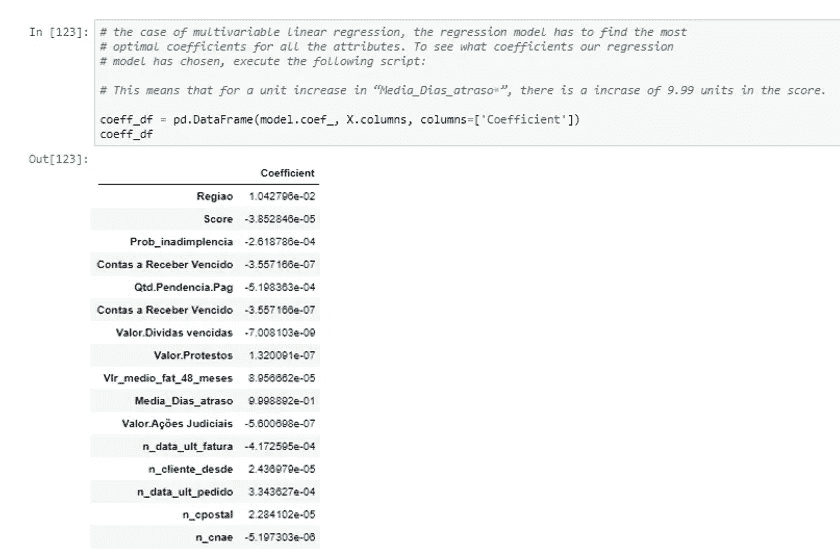 In [123]: # the case of multivariable linear regression, the regression model has to find the most
# optimal coefficients for all the attributes. To see what coefficients our regression
# model has chosen, execute the following script:
# This means that for a unit increase in “Media_Dias_atraso*”, there is a incrase of 9.99 units in the score.
coeff_df = pd.DataFrame(model.coef_, X.columns, columns=['Coefficient'])
coeff_df
Out[123]:
Coefficient
Regiao 1.042796e-02
Score -3.852846e-05
Prob_inadimplencia -2.618786e-04
Contas a Receber Vencido -3.557166e-07
Qtd.Pendencia.Pag -5.198363e-04
Contas a Receber Vencido -3.557166e-07
Valor.Dividas vencidas -7.008103e-09
Valor.Protestos 1.320091e-07
Vlr_medio_fat_48_meses 8.956662e-05
Media_Dias_atraso 9.998892e-01
Valor.Ações Judiciais -5.600698e-07
n_data_ult_fatura -4.172595e-04
n_cliente_desde 2.436979e-05
n_data_ult_pedido 3.343627e-04
n_cpostal 2.284102e-05
n_cnae -5.197303e-06